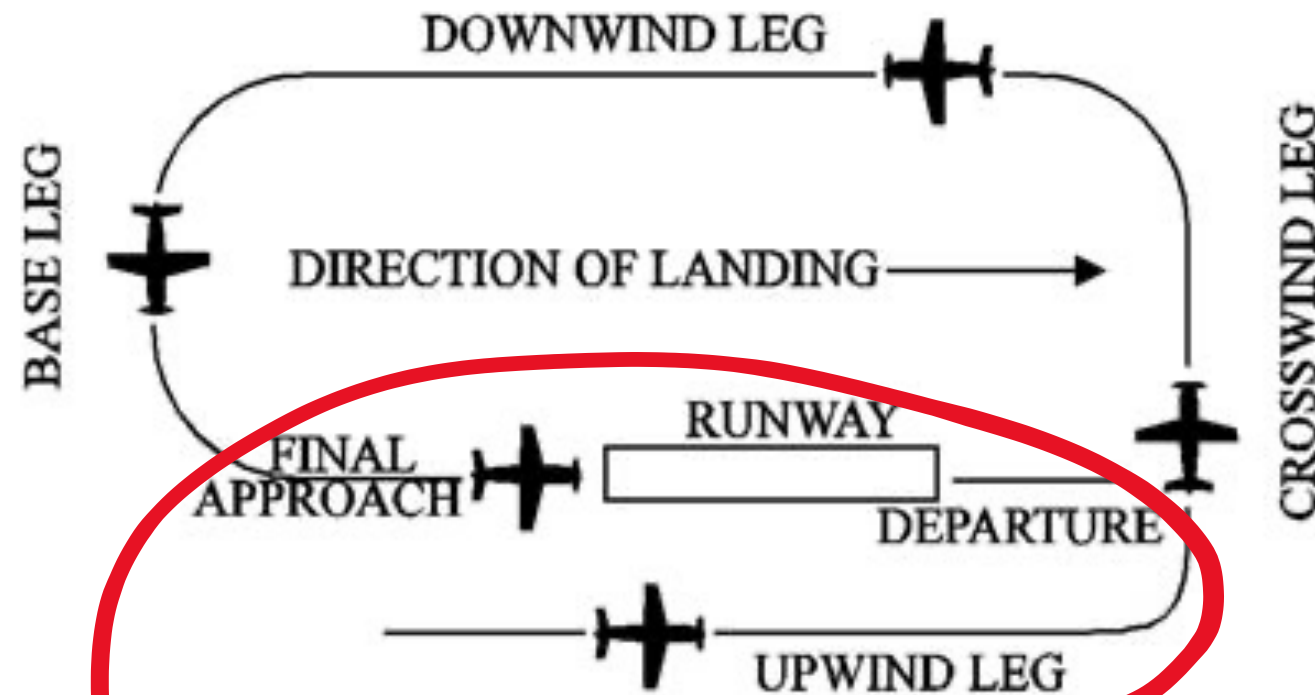 DOWNWIND LEG
BASE LEG
DIRECTION OF LANDING
CROSSWIND LEG
RUNWAY
FINAL
APPROACH
DEPARTURE
UPWIND LEG